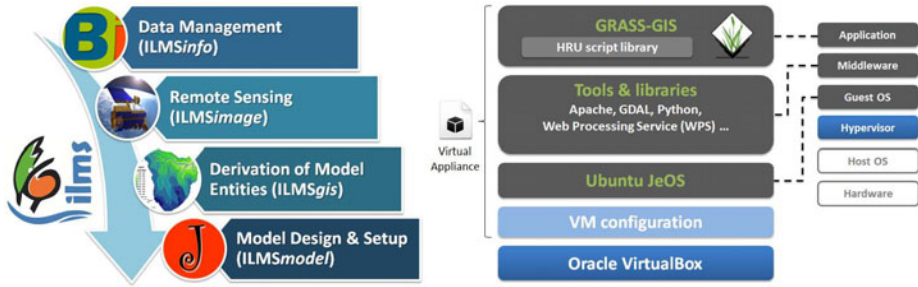 Bi
Data Management
(ILMSinfo)
Remote Sensing
(ILMSimage)
Derivation of Model
Entities (ILMSgis)
J
Model Design & Setup
(ILMSmodel)
ilms
Virtual
Appliance
GRASS-GIS
HRU script library
Tools & libraries
Apache, GDAL, Python,
Web Processing Service (WPS) ...
Ubuntu JeOS
VM configuration
Oracle VirtualBox
Application
Middleware
Guest OS
Hypervisor
Host OS
Hardware